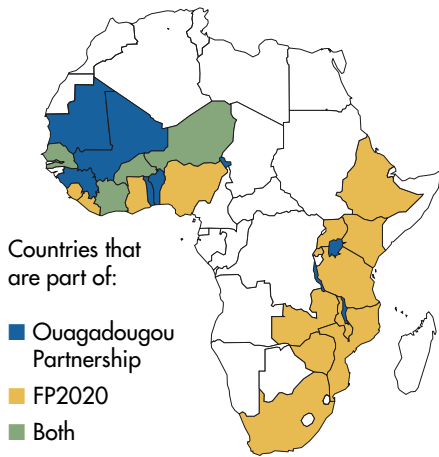 Countries that
are part of:
Ouagadougou
Partnership
FP2020
Both